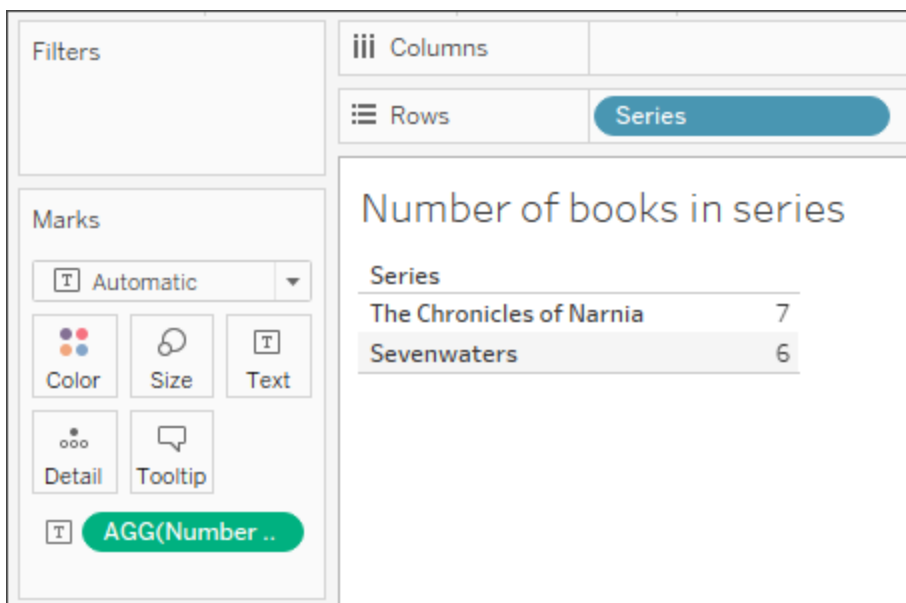 Filters
Columns
Rows Series
Marks
Automatic
Color Size Text
Detail Tooltip
AGG(Number ..
Number of books in series
Series
The Chronicles of Narnia 7
Sevenwaters 6